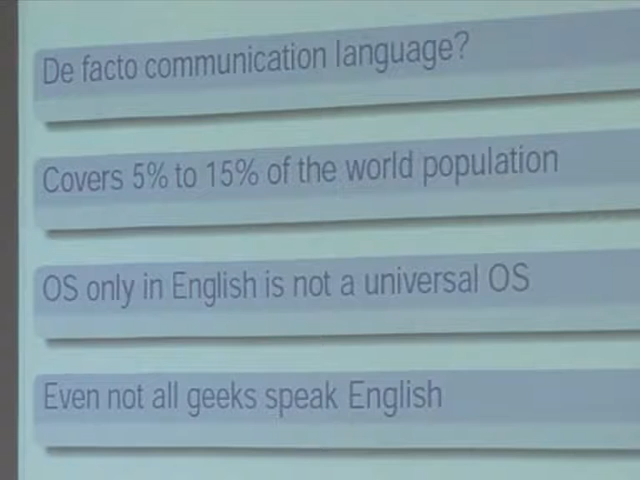 De facto communication language?
Covers 5% to 15% of the world population
OS only in English is not a universal OS
Even not all geeks speak English